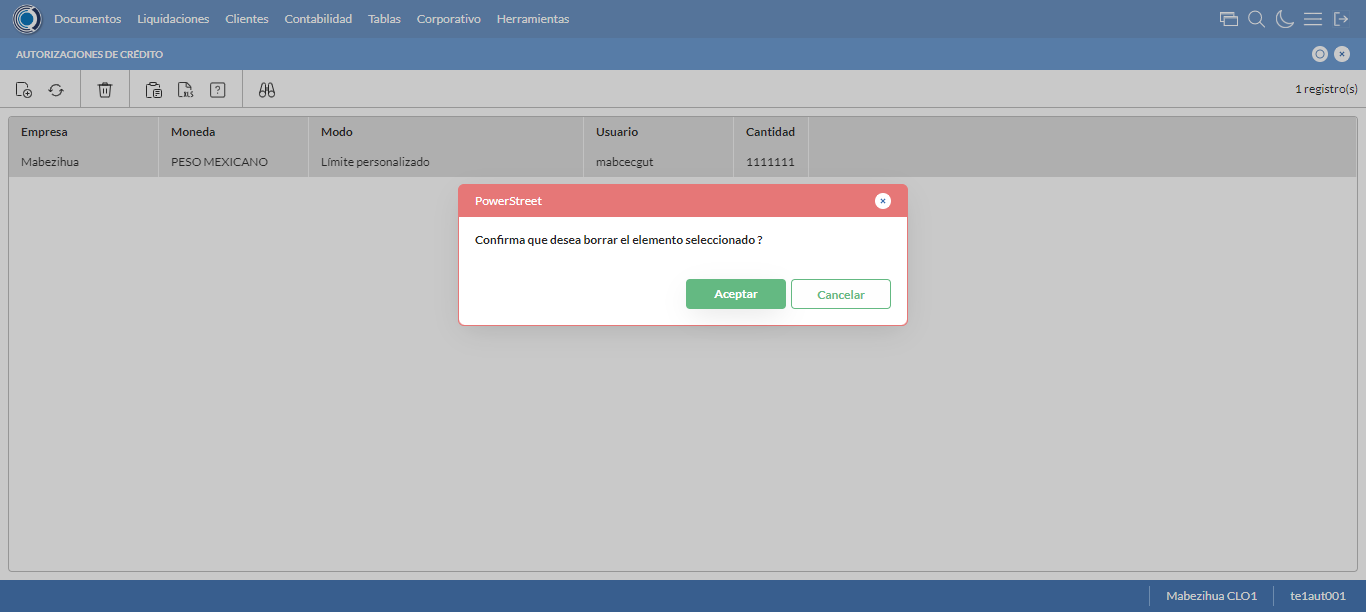 Documentos Liquidaciones Clientes Contabilidad Tablas Corporativo Herramientas
AUTORIZACIONES DE CRÉDITO
XLS ? 1 registro(s)
Empresa Moneda Modo Usuario Cantidad
Mabezihua PESO MEXICANO Límite personalizado mabcecgut 1111111
PowerStreet
Confirma que desea borrar el elemento seleccionado ?
Aceptar Cancelar
Mabezihua CLO1 te1aut001